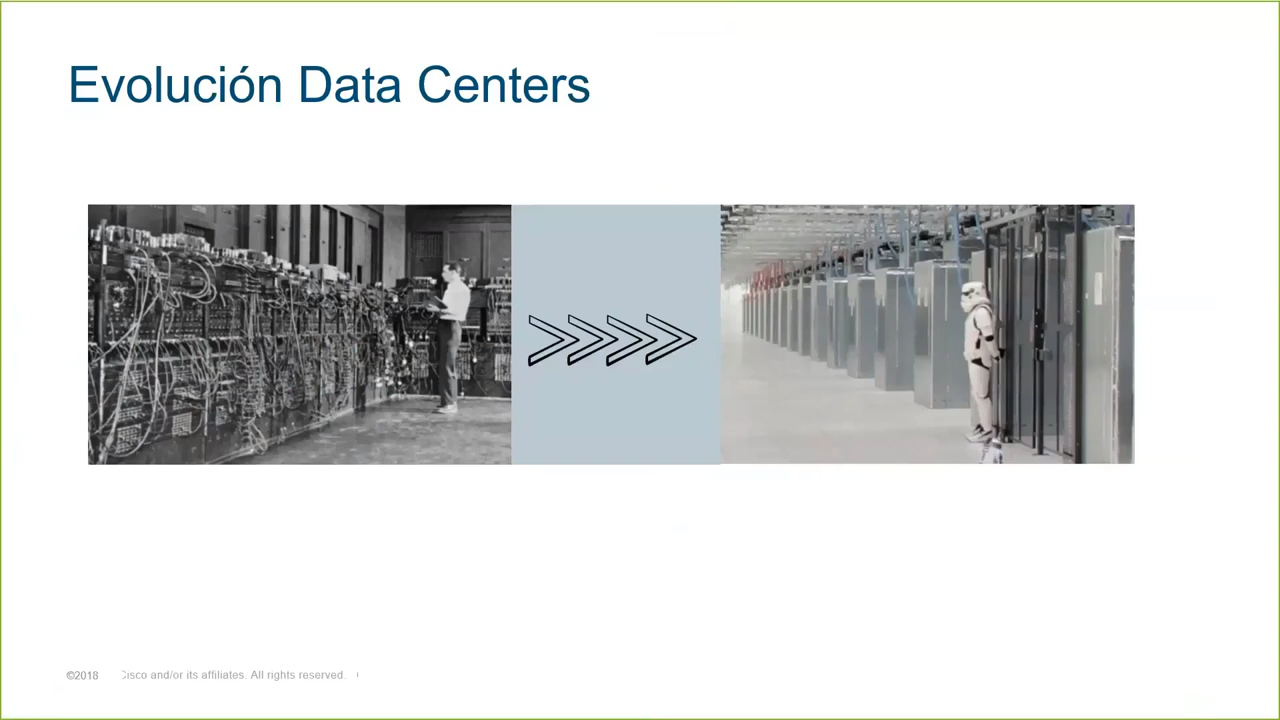 Evolución Data Centers
©2018 Cisco and/or its affiliates. All rights reserved.